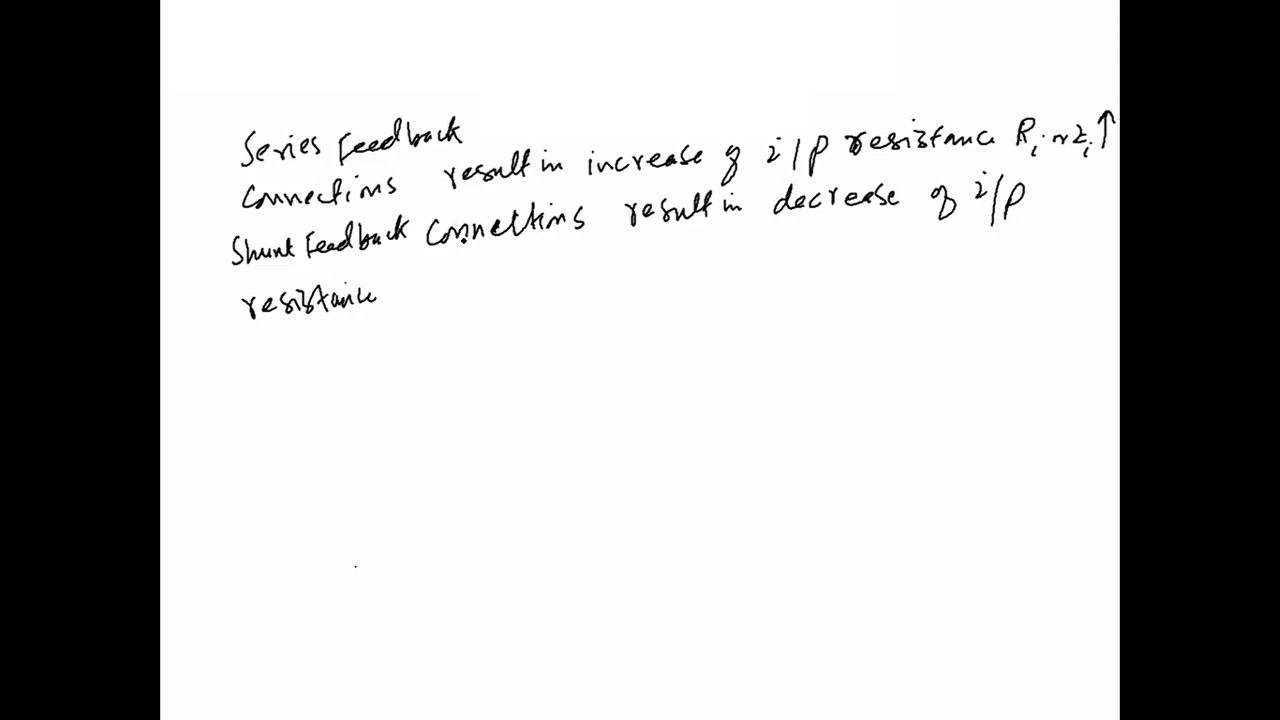 Series Feedback
Connections result in increase of i/p resistance Ri or Zi ↑
Shunt Feedback Connections result in decrease of i/p
resistance